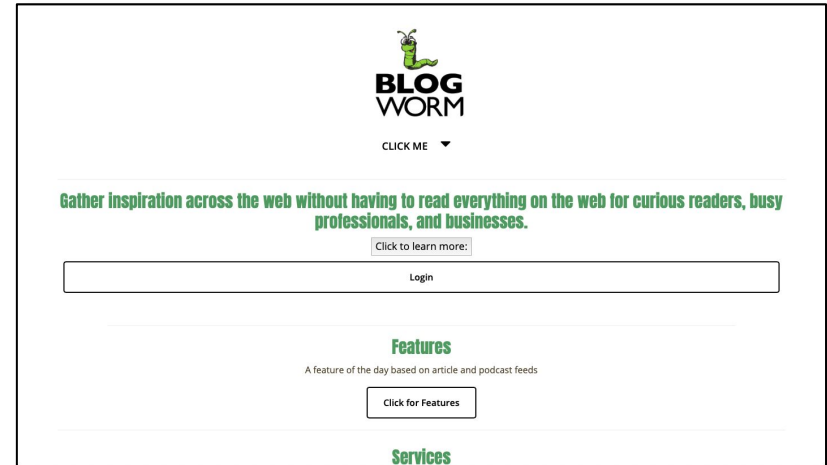 BLOG
WORM
CLICK ME
Gather inspiration across the web without having to read everything on the web for curious readers, busy
professionals, and businesses.
Click to learn more:
Login
Features
A feature of the day based on article and podcast feeds
Click for Features
Services